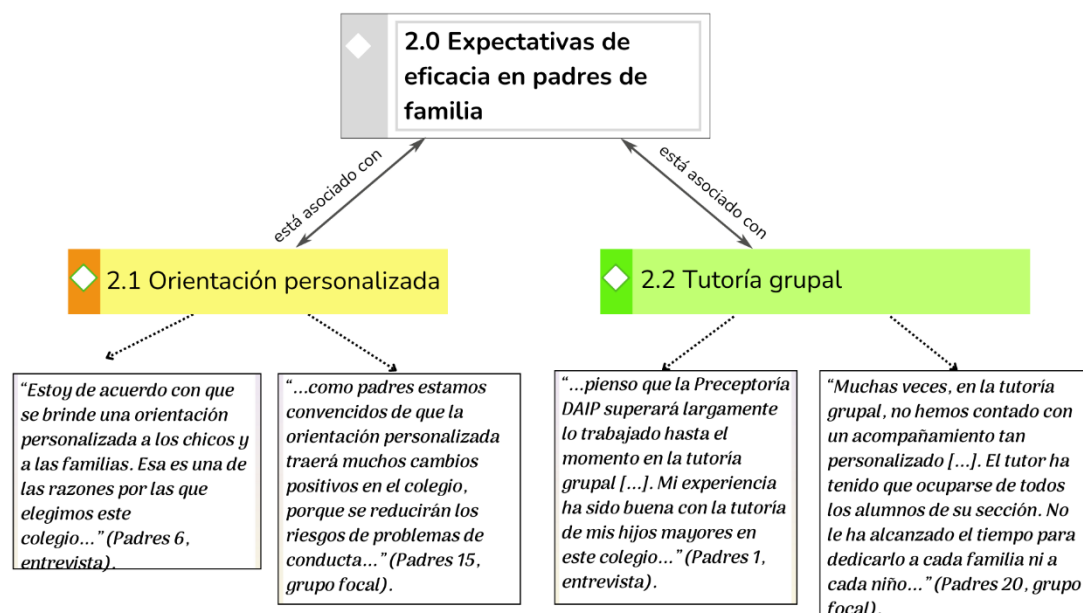 2.0 Expectativas de
eficacia en padres de
familia
está asociado con
está asociado con
2.1 Orientación personalizada
2.2 Tutoría grupal
“Estoy de acuerdo con que
se brinde una orientación
personalizada a los chicos y
a las familias. Esa es una de
las razones por las que
elegimos este
colegio...” (Padres 6,
entrevista).
“...como padres estamos
convencidos de que la
orientación personalizada
traerá muchos cambios
positivos en el colegio,
porque se reducirán los
riesgos de problemas de
conducta...” (Padres 15,
grupo focal).
“...pienso que la Preceptoría
DAIP superará largamente
lo trabajado hasta el
momento en la tutoría
grupal [...]. Mi experiencia
ha sido buena con la tutoría
de mis hijos mayores en
este colegio...” (Padres 1,
entrevista).
“Muchas veces, en la tutoría
grupal, no hemos contado con
un acompañamiento tan
personalizado [...]. El tutor ha
tenido que ocuparse de todos
los alumnos de su sección. No
le ha alcanzado el tiempo para
dedicarlo a cada familia ni a
cada niño...” (Padres 20, grupo
focal).